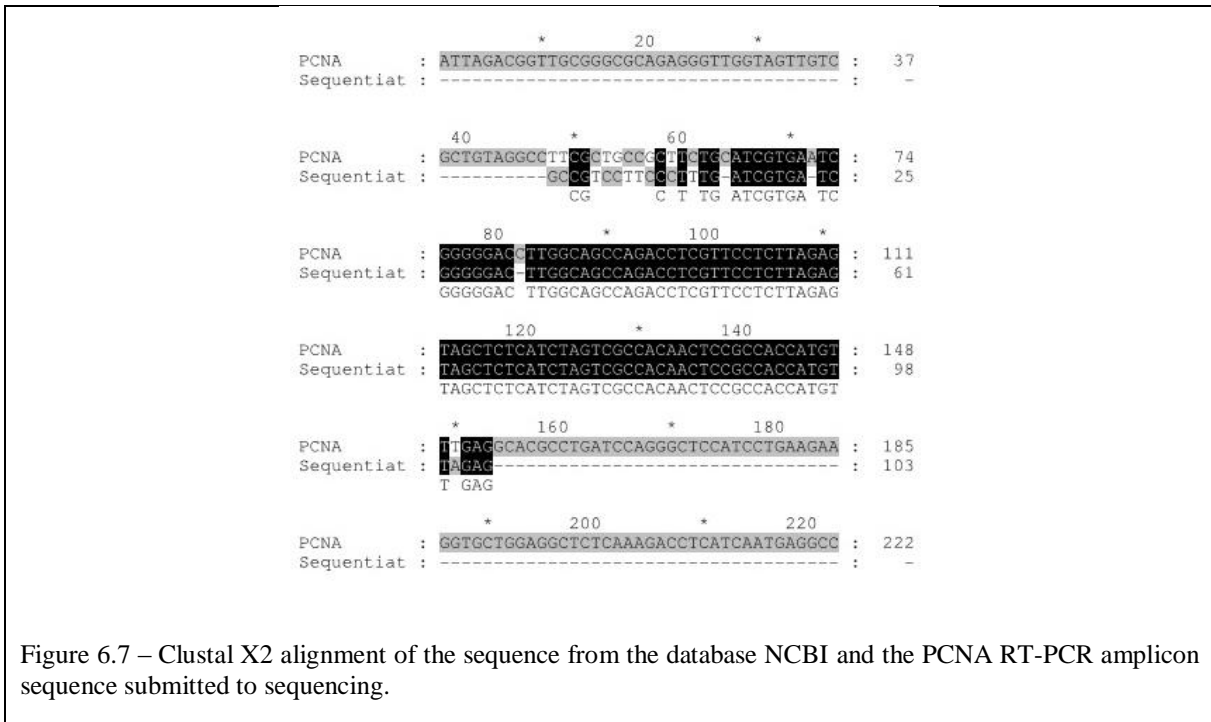 * 20 *
PCNA : ATTAGACGGTTGCGGGCGCAGAGGGTTGGTAGTTGTC : 37
Sequentiat : ------------------------------------- : -
40 * 60 *
PCNA : GCTGTAGGCCTTCGCTGCCGCTTCTGCATCGTGAATC : 74
Sequentiat : ----------GCCGTCCTTCCCTTTG-ATCGTGA-TC : 25
CG C T TG ATCGTGA TC
80 * 100 *
PCNA : GGGGGACCTTGGCAGCCAGACCTCGTTCCTCTTAGAG : 111
Sequentiat : GGGGGAC-TTGGCAGCCAGACCTCGTTCCTCTTAGAG : 61
GGGGGAC TTGGCAGCCAGACCTCGTTCCTCTTAGAG
120 * 140
PCNA : TAGCTCTCATCTAGTCGCCACAACTCCGCCACCATGT : 148
Sequentiat : TAGCTCTCATCTAGTCGCCACAACTCCGCCACCATGT : 98
TAGCTCTCATCTAGTCGCCACAACTCCGCCACCATGT
* 160 * 180
PCNA : TTGAGGCACGCCTGATCCAGGGCTCCATCCTGAAGAA : 185
Sequentiat : TAGAG-------------------------------- : 103
T GAG
* 200 * 220
PCNA : GGTGCTGGAGGCTCTCAAAGACCTCATCAATGAGGCC : 222
Sequentiat : ------------------------------------- : -
Figure 6.7 – Clustal X2 alignment of the sequence from the database NCBI and the PCNA RT-PCR amplicon
sequence submitted to sequencing.